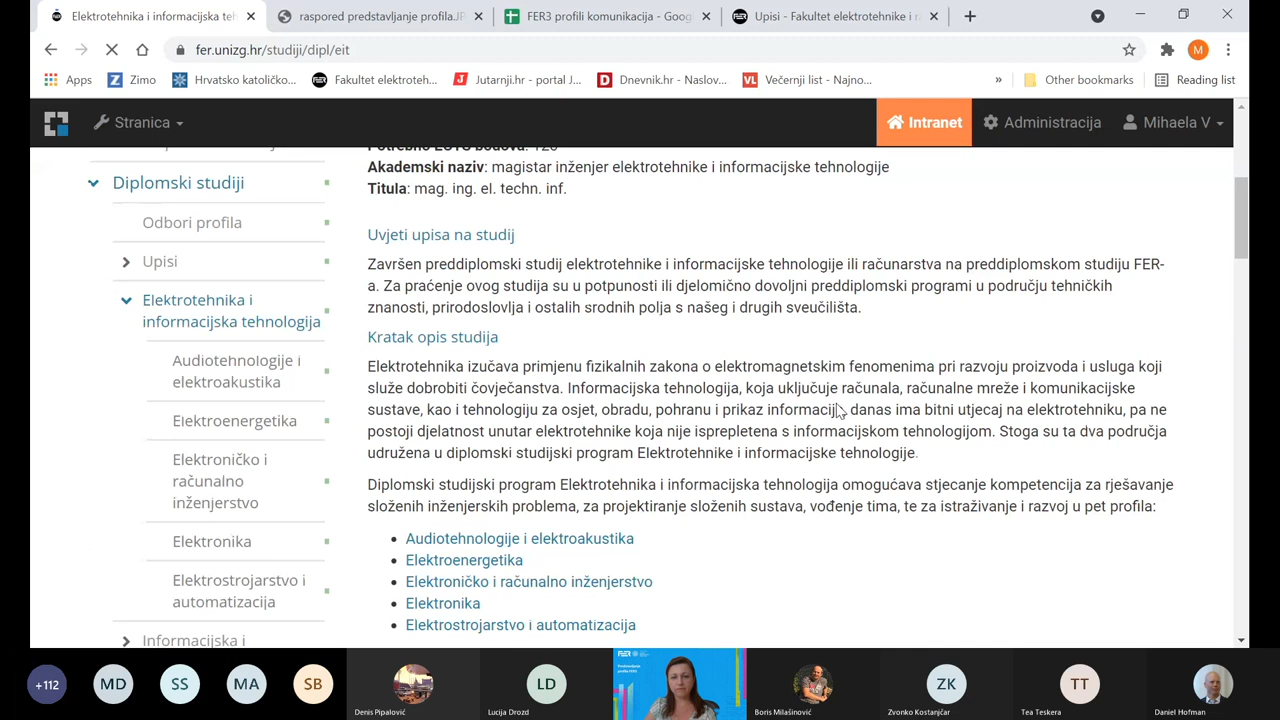 Elektrotehnika i informacijska teh
raspored predstavljanje profila.JP
FER3 profili komunikacija - Goog
Upisi - Fakultet elektrotehnike i r
fer.unizg.hr/studiji/dipl/eit
M
Apps
Zimo
Hrvatsko katoličko...
Fakultet elektroteh...
Jutarnji.hr - portal J...
Dnevnik.hr - Naslov...
Večernji list - Najno...
»
Other bookmarks
Reading list
Stranica
Intranet
Administracija
Mihaela V
Diplomski studiji
Odbori profila
Upisi
Elektrotehnika i
informacijska tehnologija
Audiotehnologije i
elektroakustika
Elektroenergetika
Elektroničko i
računalno
inženjerstvo
Elektronika
Elektrostrojarstvo i
automatizacija
Informacijska i
Potrebno ECTS bodova: 120
Akademski naziv: magistar inženjer elektrotehnike i informacijske tehnologije
Titula: mag. ing. el. techn. inf.
Uvjeti upisa na studij
Završen preddiplomski studij elektrotehnike i informacijske tehnologije ili računarstva na preddiplomskom studiju FER-
a. Za praćenje ovog studija su u potpunosti ili djelomično dovoljni preddiplomski programi u području tehničkih
znanosti, prirodoslovlja i ostalih srodnih polja s našeg i drugih sveučilišta.
Kratak opis studija
Elektrotehnika izučava primjenu fizikalnih zakona o elektromagnetskim fenomenima pri razvoju proizvoda i usluga koji
služe dobrobiti čovječanstva. Informacijska tehnologija, koja uključuje računala, računalne mreže i komunikacijske
sustave, kao i tehnologiju za osjet, obradu, pohranu i prikaz informacija danas ima bitni utjecaj na elektrotehniku, pa ne
postoji djelatnost unutar elektrotehnike koja nije isprepletena s informacijskom tehnologijom. Stoga su ta dva područja
udružena u diplomski studijski program Elektrotehnike i informacijske tehnologije.
Diplomski studijski program Elektrotehnika i informacijska tehnologija omogućava stjecanje kompetencija za rješavanje
složenih inženjerskih problema, za projektiranje složenih sustava, vođenje tima, te za istraživanje i razvoj u pet profila:
Audiotehnologije i elektroakustika
Elektroenergetika
Elektroničko i računalno inženjerstvo
Elektronika
Elektrostrojarstvo i automatizacija
+112
MD
SS
MA
SB
Denis Pipalović
LD
Lucija Drozd
FER
Boris Milašinović
ZK
Zvonko Kostanjčar
TT
Tea Teskera
Daniel Hofman